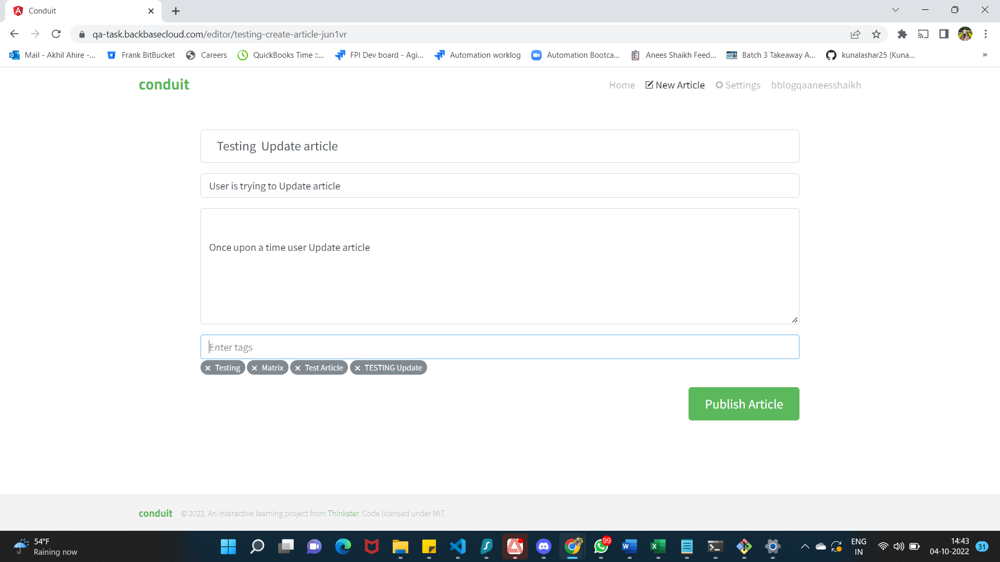 Conduit
qa-task.backbasecloud.com/editor/testing-create-article-jun1vr
Mail - Akhil Ahire -... Frank BitBucket Careers QuickBooks Time ::... FPI Dev board - Agi... Automation worklog Automation Bootca... Anees Shaikh Feed... Batch 3 Takeaway A... kunalashar25 (Kuna... »
conduit Home New Article Settings bblogqaaneesshaikh
Testing  Update article
User is trying to Update article
Once upon a time user Update article
Enter tags
Testing Matrix Test Article TESTING Update
Publish Article
conduit © 2022. An interactive learning project from Thinkster. Code licensed under MIT.
54°F
Raining now
99
ENG
IN
14:43
04-10-2022
31